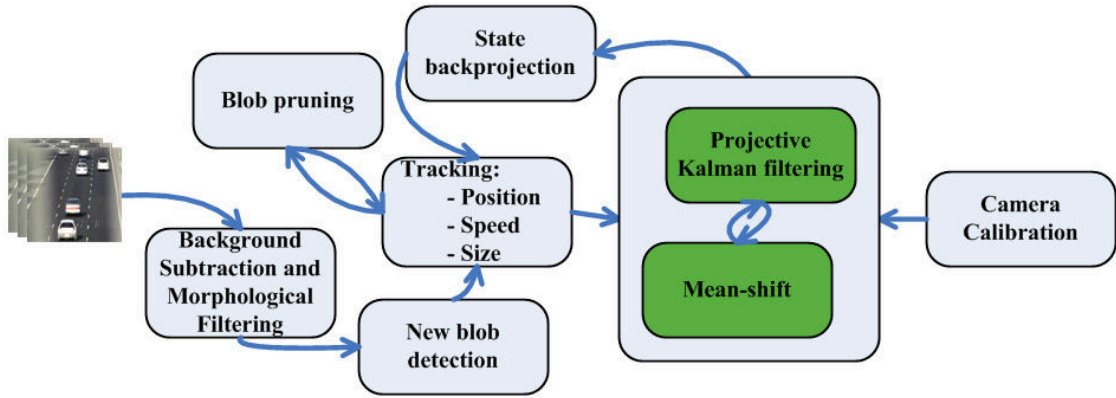 State
backprojection
Blob pruning
Projective
Kalman filtering
Tracking:
- Position
- Speed
- Size
Camera
Calibration
Background
Subtraction and
Morphological
Filtering
Mean-shift
New blob
detection